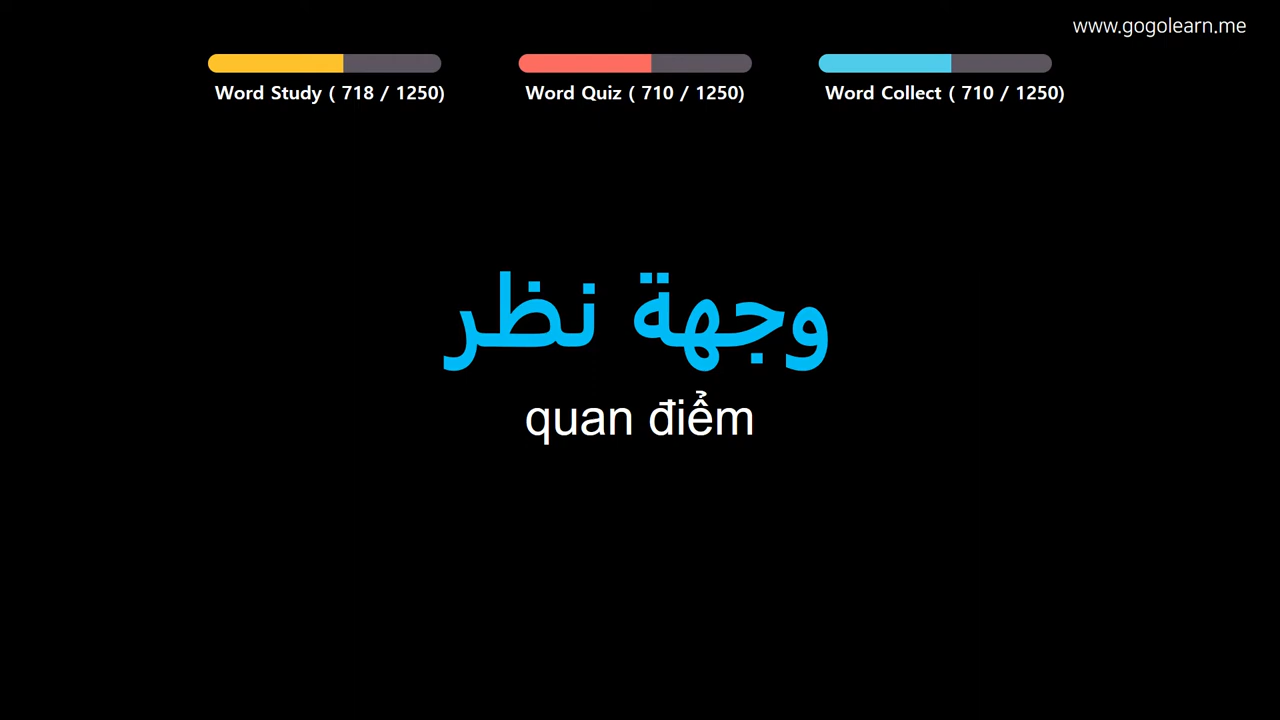 www.gogolearn.me
Word Study ( 718 / 1250)
Word Quiz ( 710 / 1250)
Word Collect ( 710 / 1250)
وجهة نظر
quan điểm